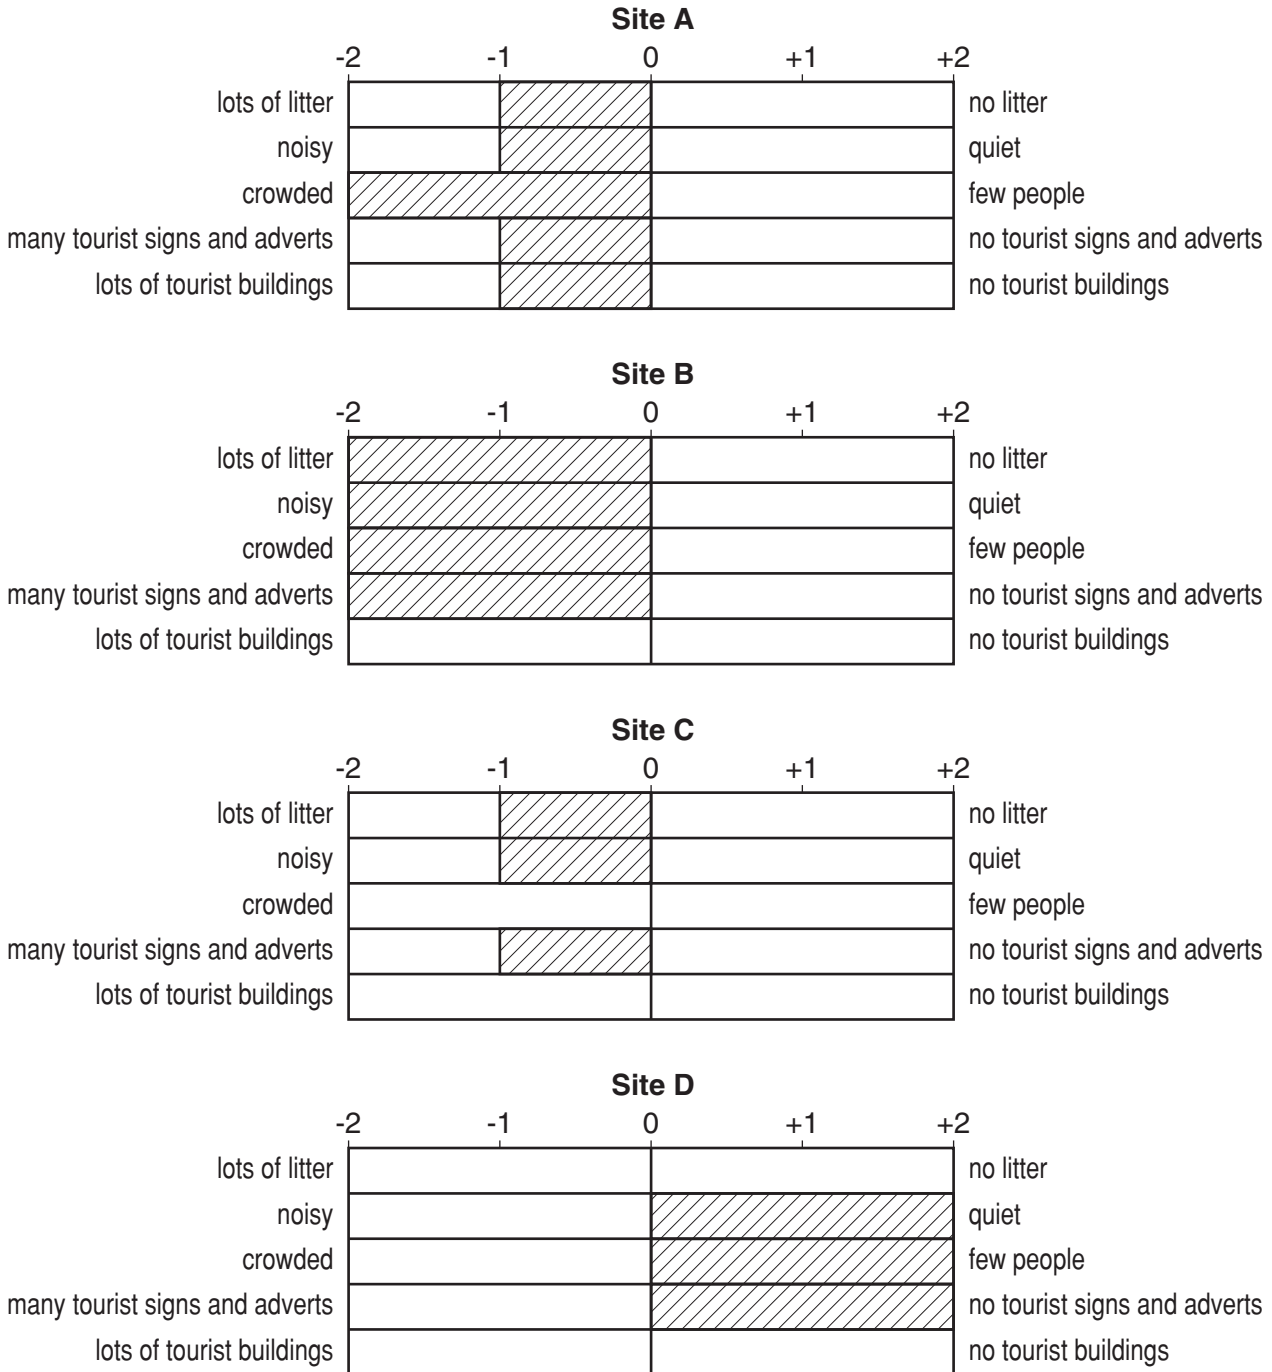 Site A
-2 -1 0 +1 +2
lots of litter no litter
noisy quiet
crowded few people
many tourist signs and adverts no tourist signs and adverts
lots of tourist buildings no tourist buildings
Site B
-2 -1 0 +1 +2
lots of litter no litter
noisy quiet
crowded few people
many tourist signs and adverts no tourist signs and adverts
lots of tourist buildings no tourist buildings
Site C
-2 -1 0 +1 +2
lots of litter no litter
noisy quiet
crowded few people
many tourist signs and adverts no tourist signs and adverts
lots of tourist buildings no tourist buildings
Site D
-2 -1 0 +1 +2
lots of litter no litter
noisy quiet
crowded few people
many tourist signs and adverts no tourist signs and adverts
lots of tourist buildings no tourist buildings